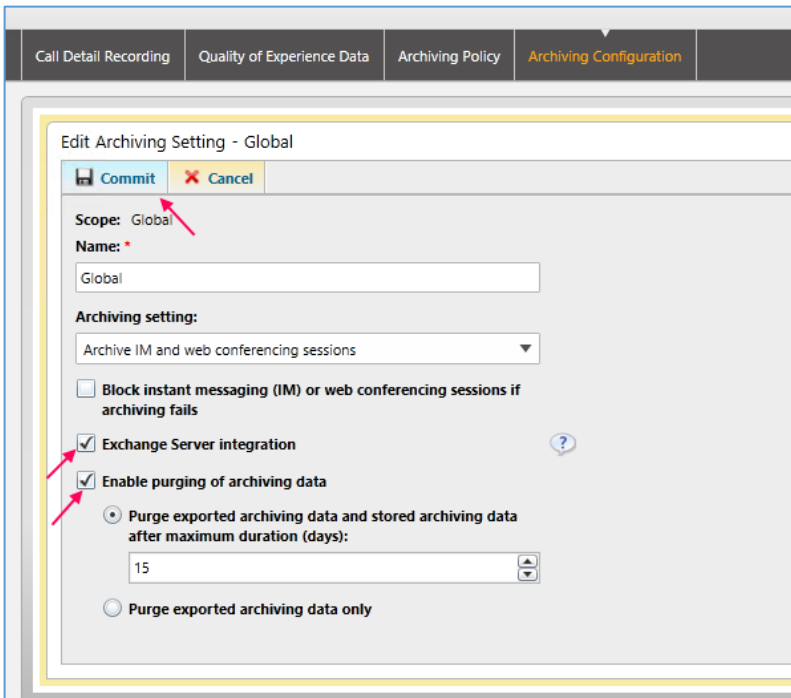 Call Detail Recording Quality of Experience Data Archiving Policy Archiving Configuration
Edit Archiving Setting - Global
Commit Cancel
Scope: Global
Name: *
Global
Archiving setting:
Archive IM and web conferencing sessions
Block instant messaging (IM) or web conferencing sessions if
archiving fails
Exchange Server integration ?
Enable purging of archiving data
Purge exported archiving data and stored archiving data
after maximum duration (days):
15
Purge exported archiving data only